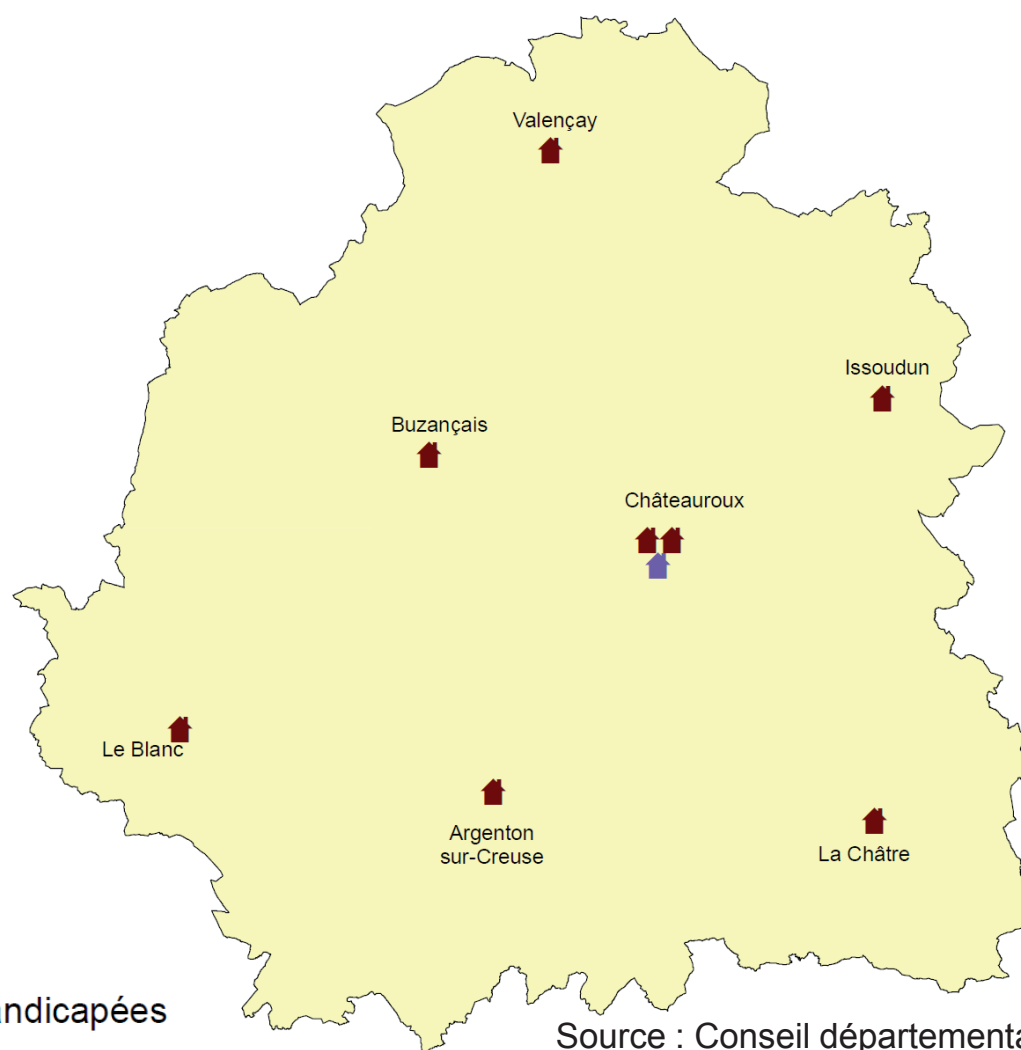 Valençay
Issoudun
Buzançais
Châteauroux
Le Blanc
Argenton
sur-Creuse
La Châtre
andicapées
Source : Conseil départementa